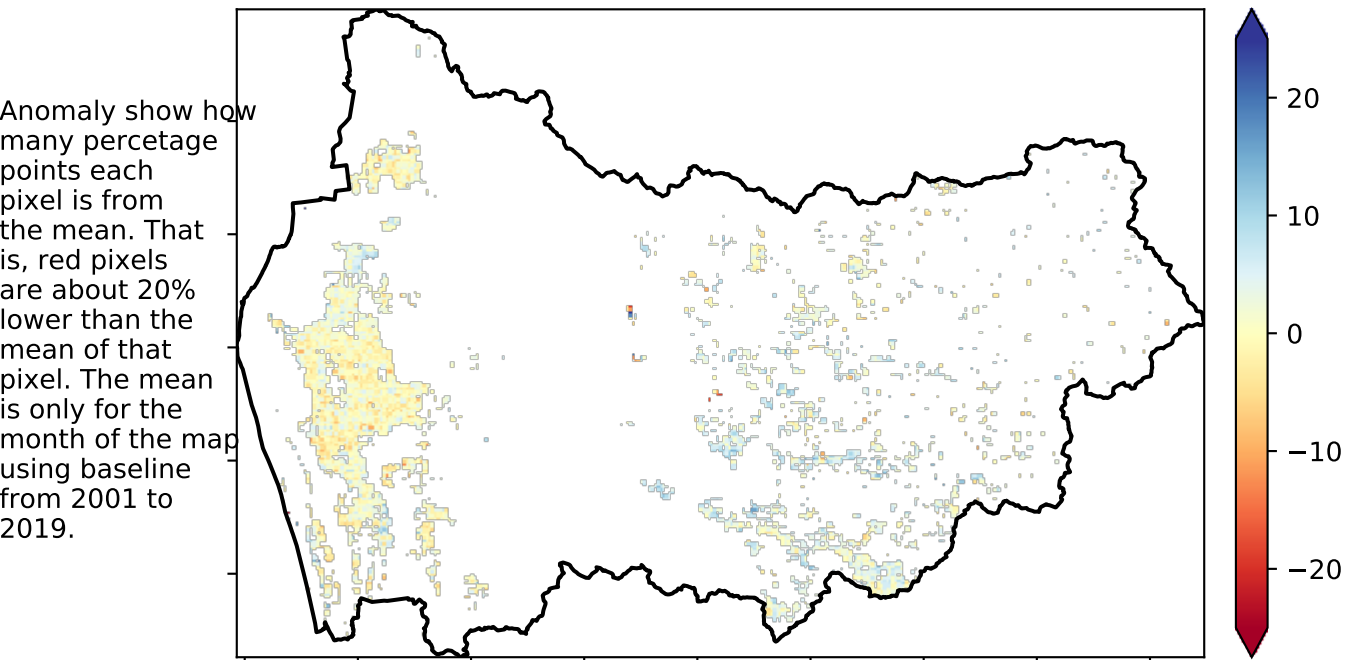 Anomaly show how
many percetage
points each
pixel is from
the mean. That
is, red pixels
are about 20%
lower than the
mean of that
pixel. The mean
is only for the
month of the map
using baseline
from 2001 to
2019.
20
10
0
−10
−20